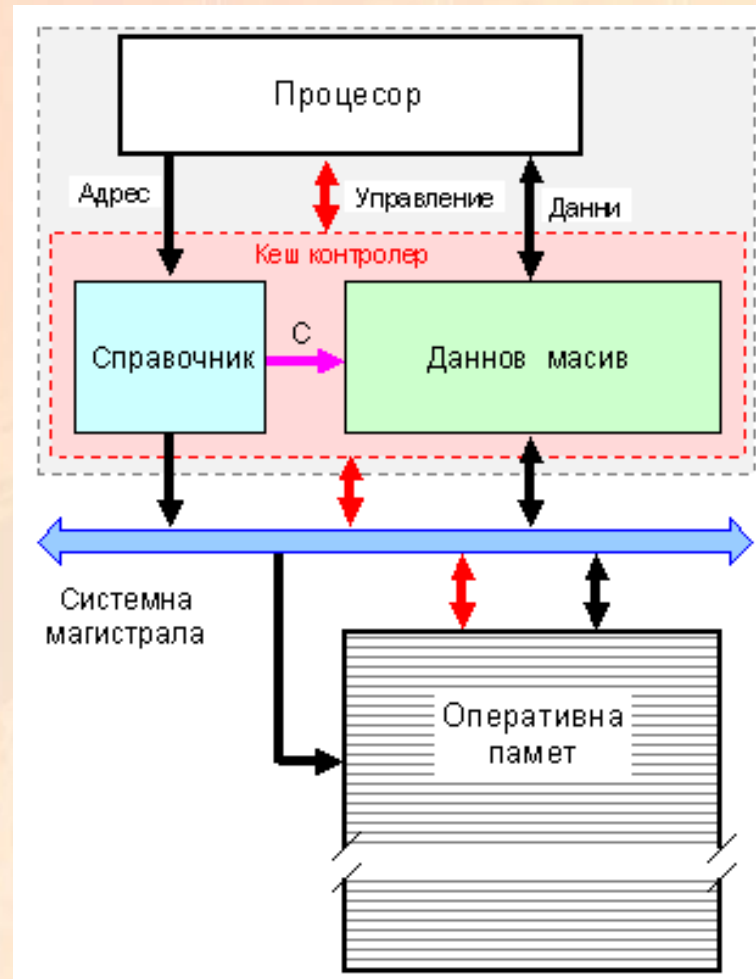 Процесор
Адрес
Управление
Данни
Кеш контролер
Справочник
С
Даннов масив
Системна
магистрала
Оперативна
памет